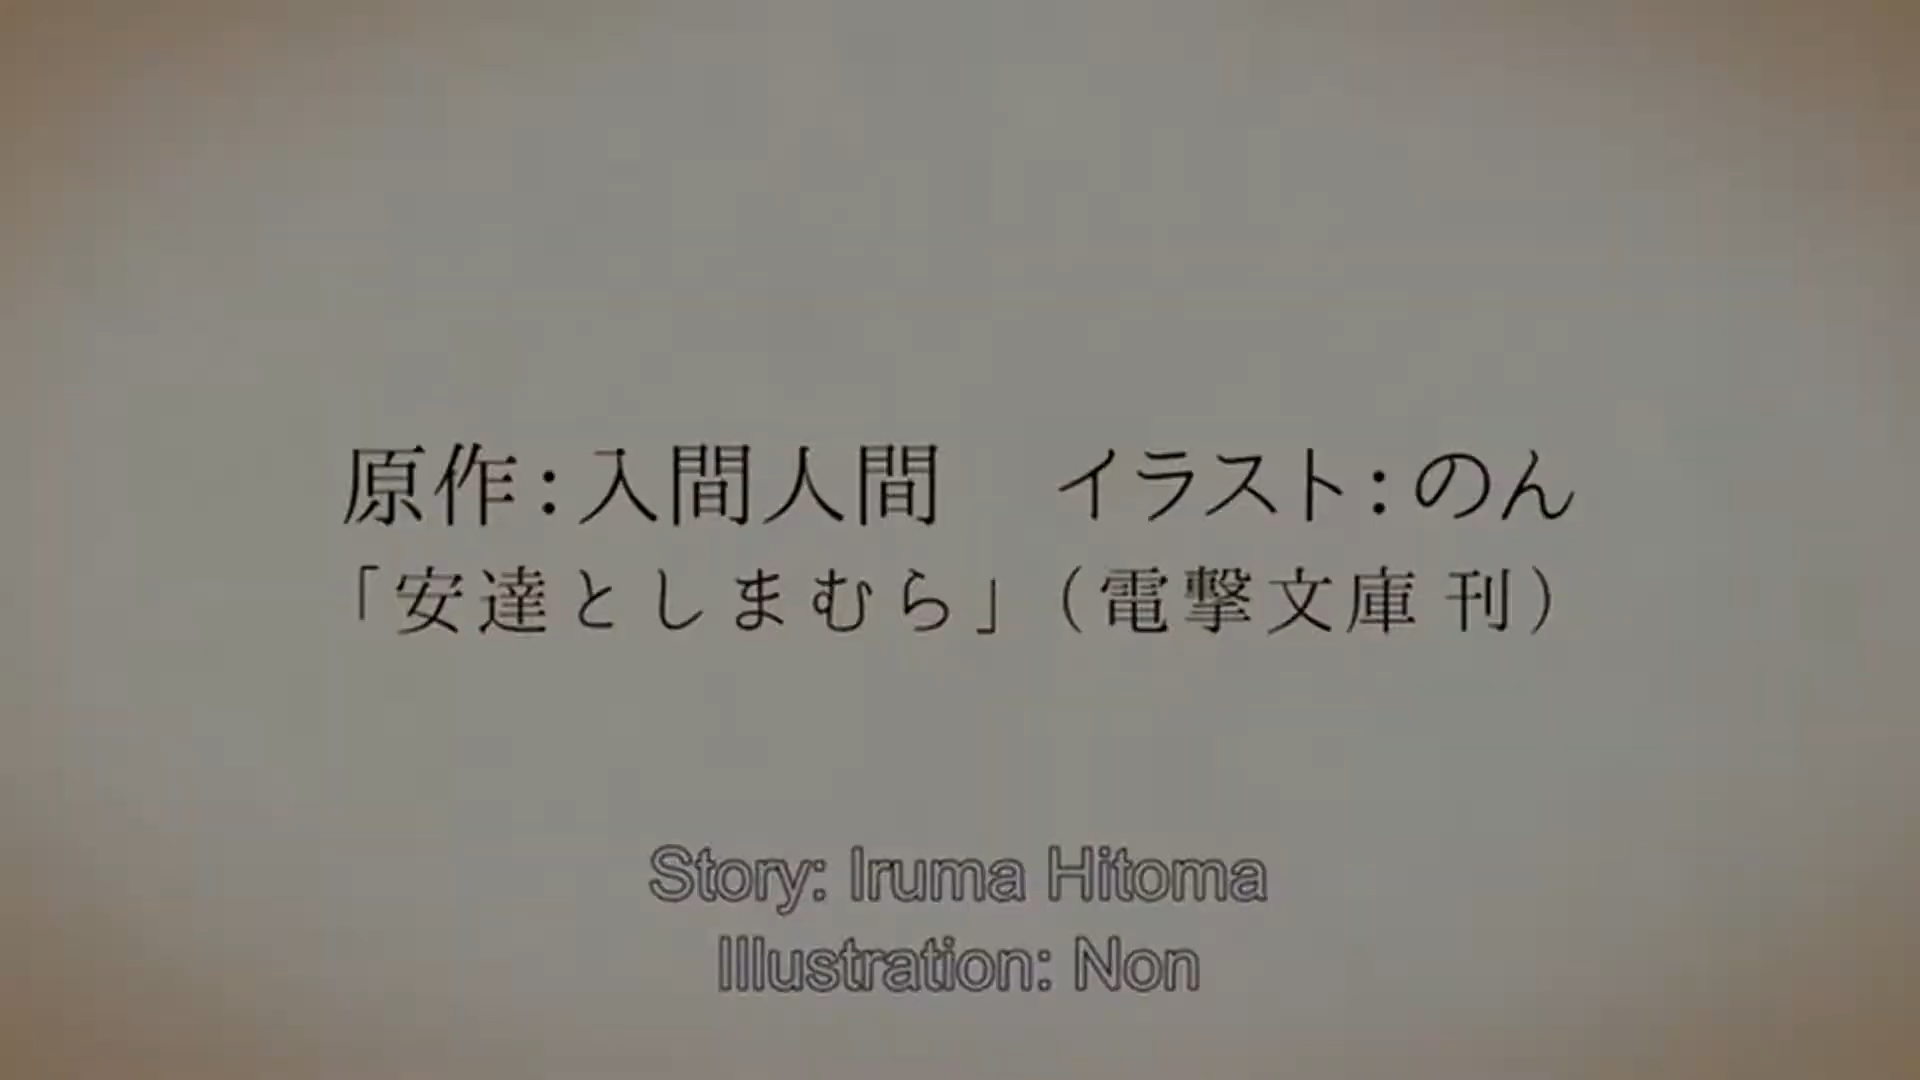 原作：入間人間　イラスト：のん
「安達としまむら」（電撃文庫 刊）
Story: Iruma Hitoma
Illustration: Non